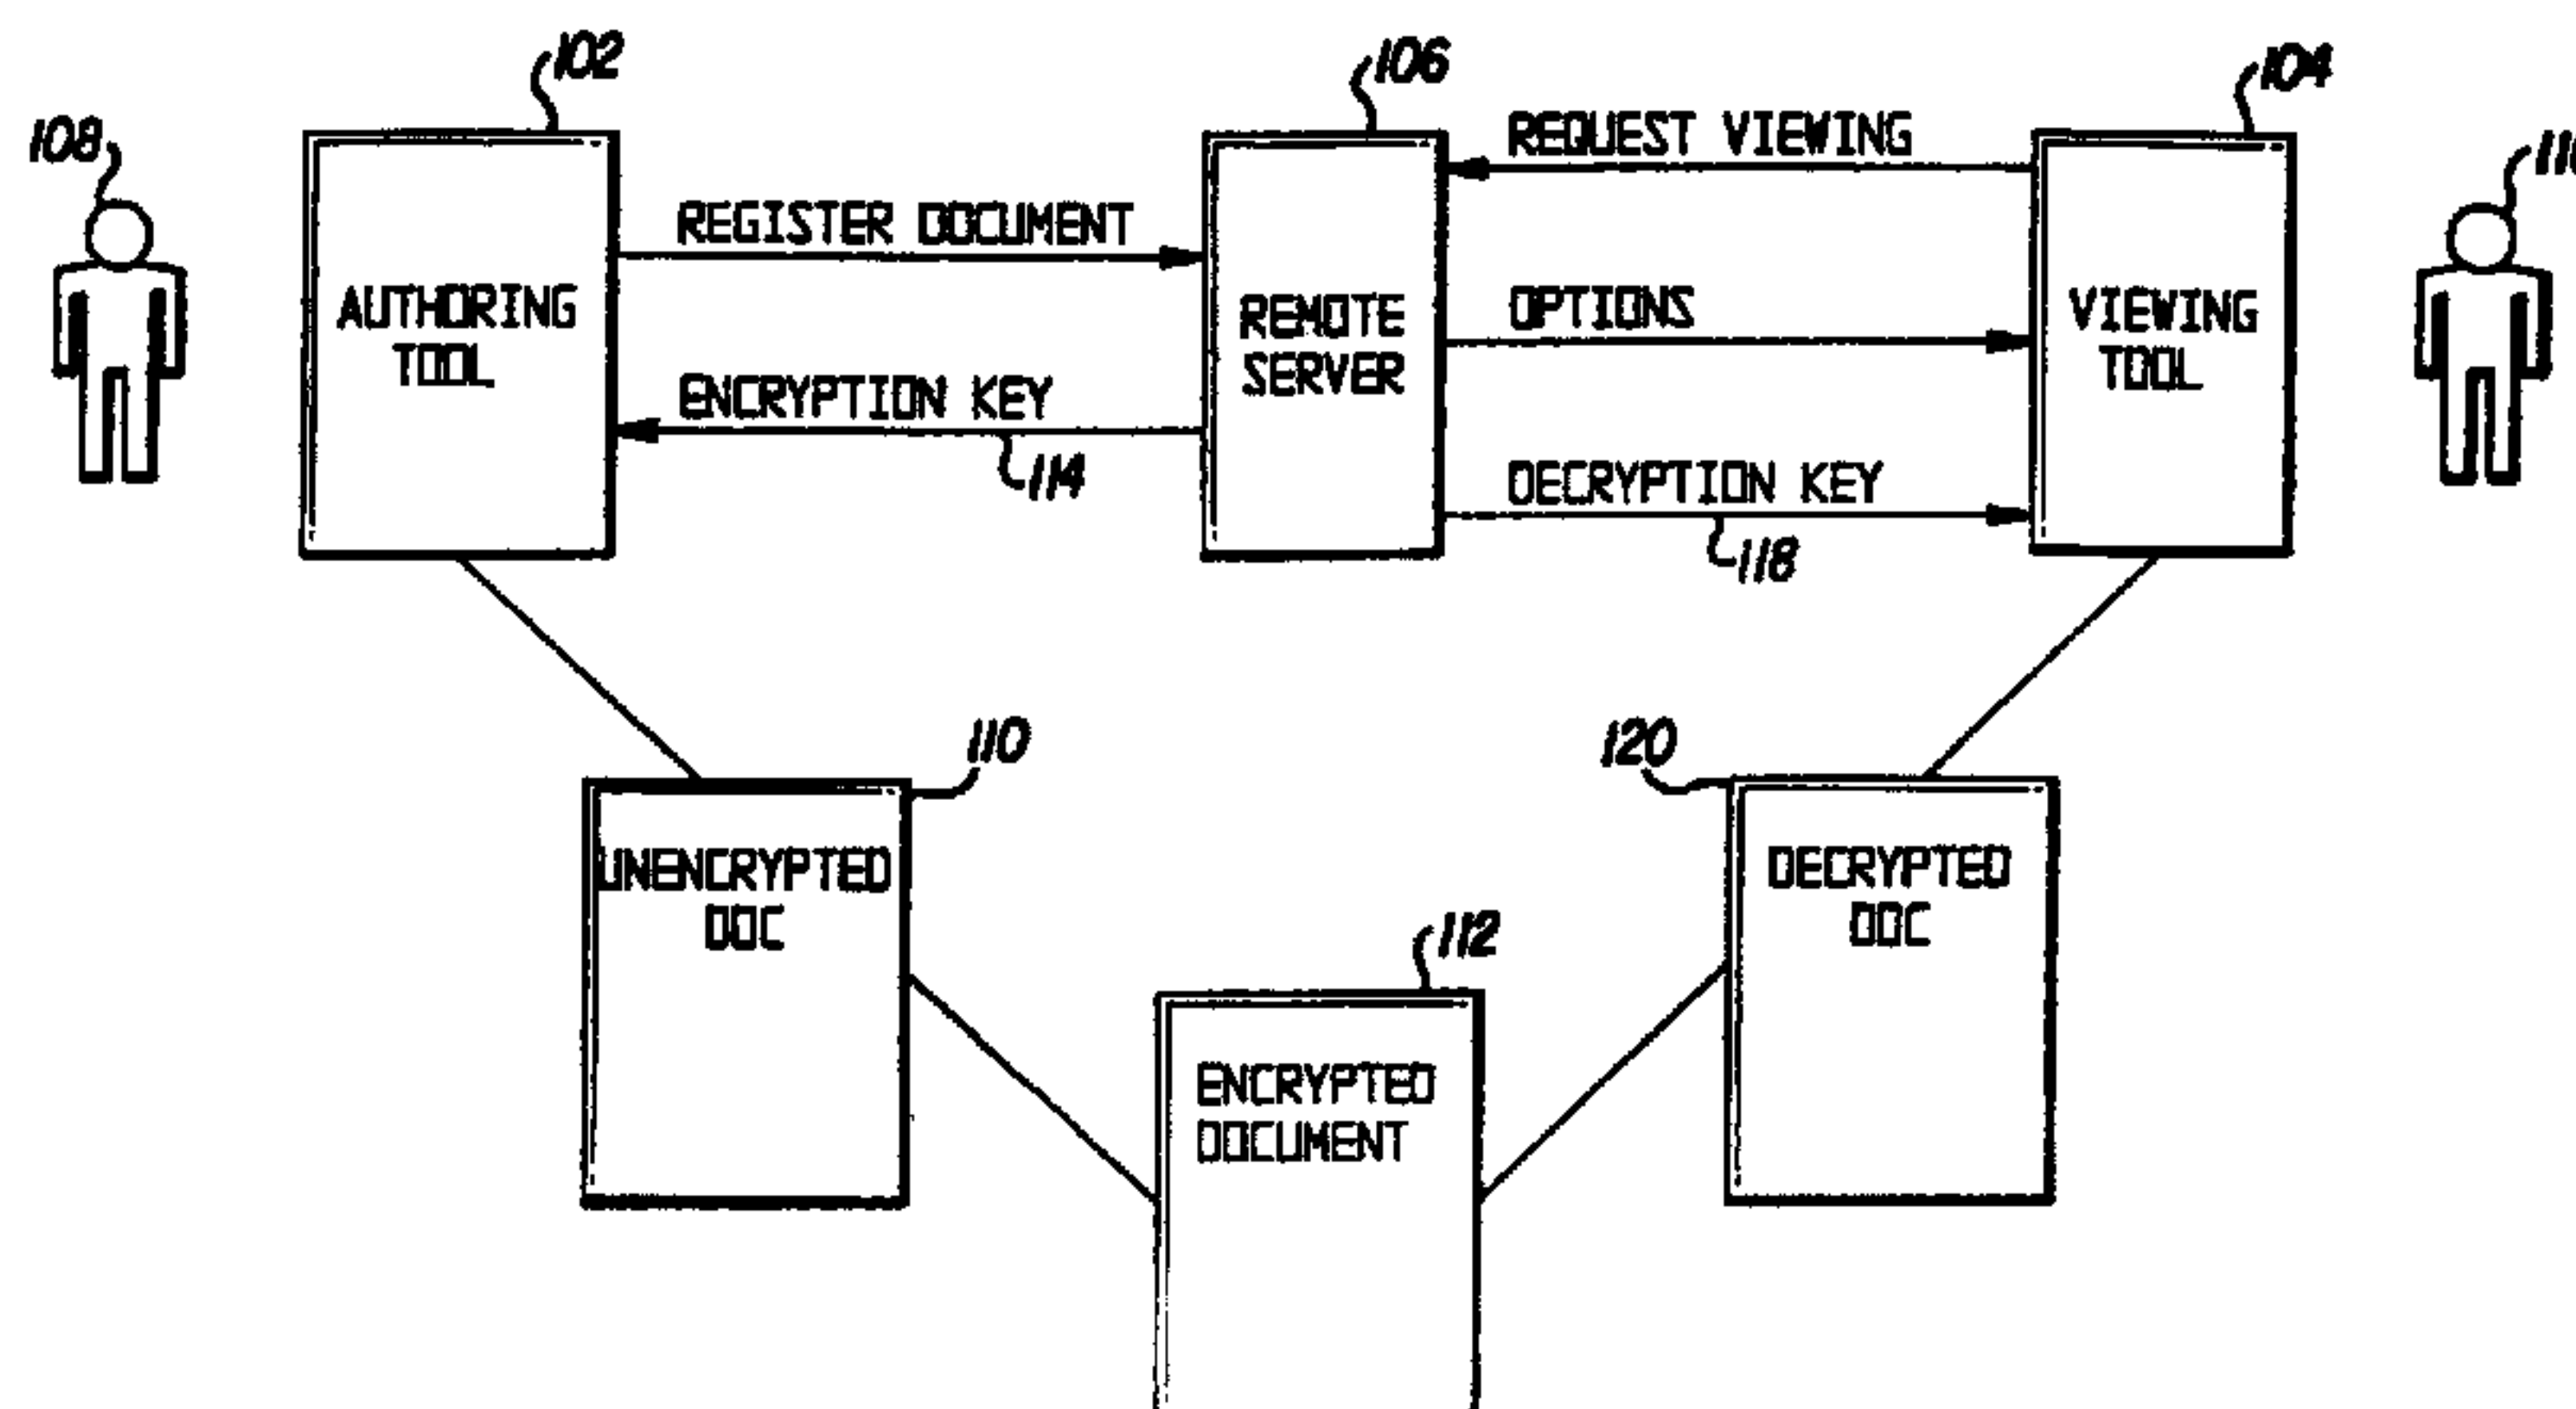 102
106
104
108
REQUEST VIEWING
REGISTER DOCUMENT
AUTHORING
TOOL
REMOTE
SERVER
OPTIONS
VIEWING
TOOL
ENCRYPTION KEY
114
DECRYPTION KEY
118
110
120
UNENCRYPTED
DOC
DECRYPTED
DOC
112
ENCRYPTED
DOCUMENT